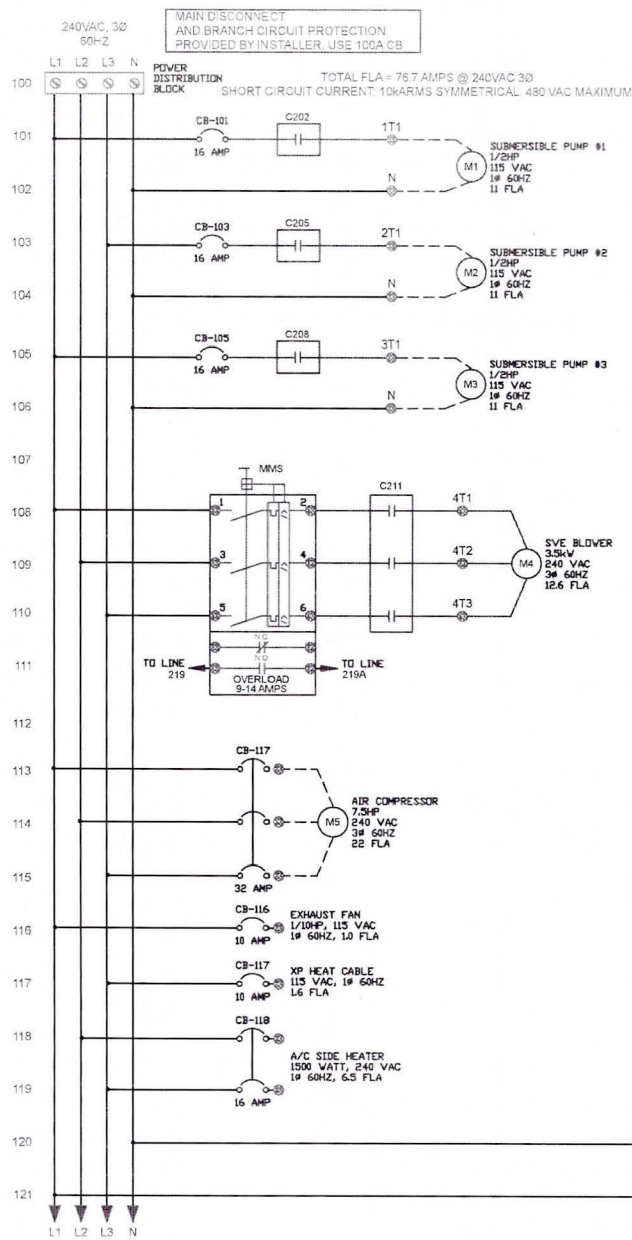 240VAC, 3Ø
60HZ
MAIN DISCONNECT
AND BRANCH CIRCUIT PROTECTION
PROVIDED BY INSTALLER, USE 100A CB
L1 L2 L3 N
100
POWER
DISTRIBUTION
BLOCK
TOTAL FLA = 76.7 AMPS @ 240VAC 3Ø
SHORT CIRCUIT CURRENT: 10kARMS SYMMETRICAL. 480 VAC MAXIMUM
101
CB-101
16 AMP
C202
1T1
M1
SUBMERSIBLE PUMP #1
1/2HP
115 VAC
1Ø 60HZ
11 FLA
102
N
103
CB-103
16 AMP
C205
2T1
M2
SUBMERSIBLE PUMP #2
1/2HP
115 VAC
1Ø 60HZ
11 FLA
104
N
105
CB-105
16 AMP
C208
3T1
M3
SUBMERSIBLE PUMP #3
1/2HP
115 VAC
1Ø 60HZ
11 FLA
106
N
107
MMS
C211
108
1 2
4T1
109
3 4
4T2
M4
SVE BLOWER
3.5kW
240 VAC
3Ø 60HZ
12.6 FLA
110
5 6
4T3
N.C.
111
TO LINE
219
N.O.
OVERLOAD
9-14 AMPS
TO LINE
219A
112
113
CB-117
114
M5
AIR COMPRESSOR
7.5HP
240 VAC
3Ø 60HZ
22 FLA
115
32 AMP
116
CB-116
10 AMP
EXHAUST FAN
1/10HP, 115 VAC
1Ø 60HZ, 1.0 FLA
117
CB-117
10 AMP
XP HEAT CABLE
115 VAC, 1Ø 60HZ
1.6 FLA
118
CB-118
A/C SIDE HEATER
1500 WATT, 240 VAC
1Ø 60HZ, 6.5 FLA
119
16 AMP
120
121
L1 L2 L3 N